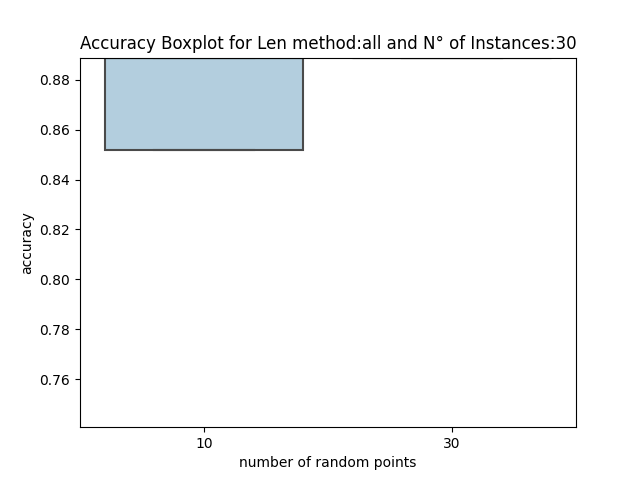 Accuracy Boxplot for Len method:all and N° of Instances:30
0.88
0.86
0.84
0.82
0.80
0.78
0.76
accuracy
10 30
number of random points